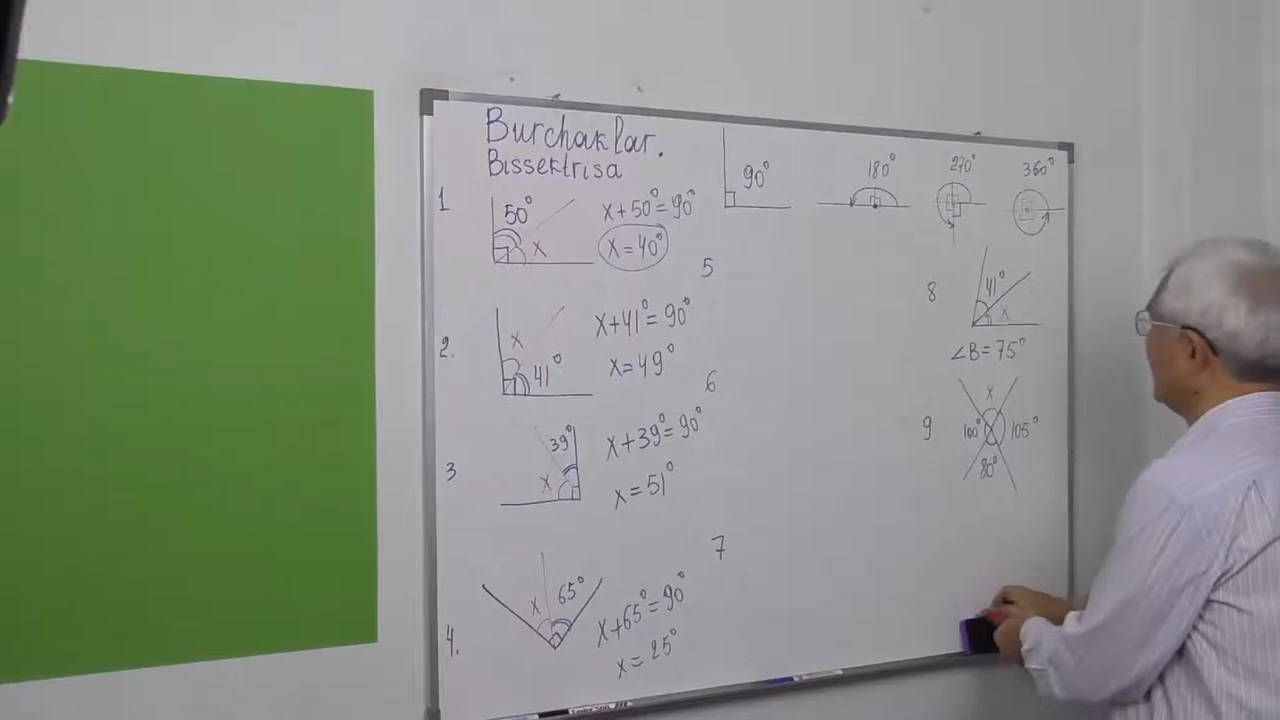 Burchaklar.
Bissektrisa
90°
180°
270°
360°
1
50°
x
x+50°=90°
x=40°
2.
x
41°
x+41°=90°
x=49°
3
39°
x
x+39°=90°
x=51°
4.
x
65°
x+65°=90°
x=25°
5
6
7
8
41°
x
∠B=75°
9
x
100°
105°
80°